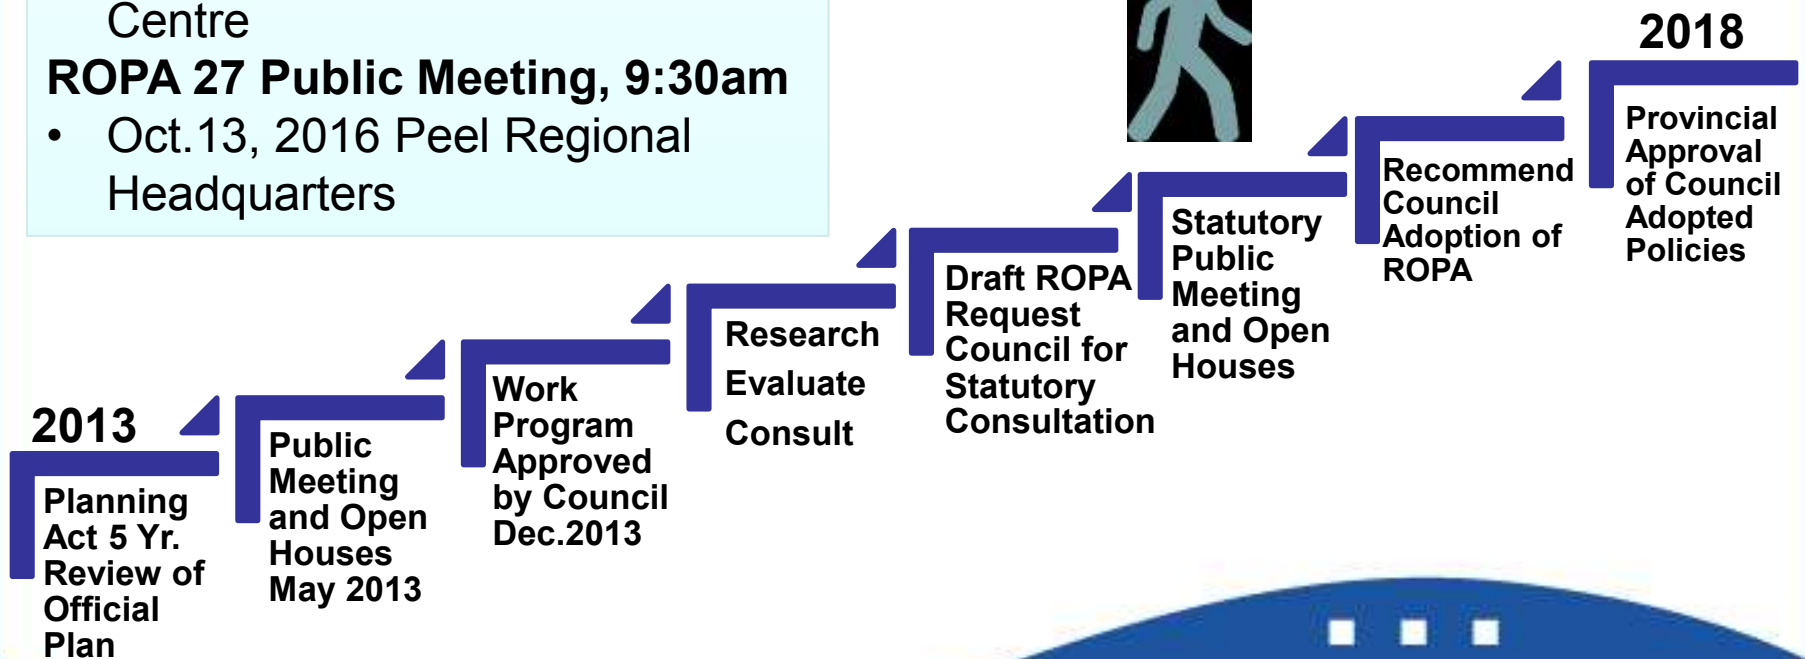 Centre
ROPA 27 Public Meeting, 9:30am
• Oct.13, 2016 Peel Regional
Headquarters
2013
Planning
Act 5 Yr.
Review of
Official
Plan
Public
Meeting
and Open
Houses
May 2013
Work
Program
Approved
by Council
Dec.2013
Research
Evaluate
Consult
Draft ROPA
Request
Council for
Statutory
Consultation
Statutory
Public
Meeting
and Open
Houses
Recommend
Council
Adoption of
ROPA
2018
Provincial
Approval
of Council
Adopted
Policies